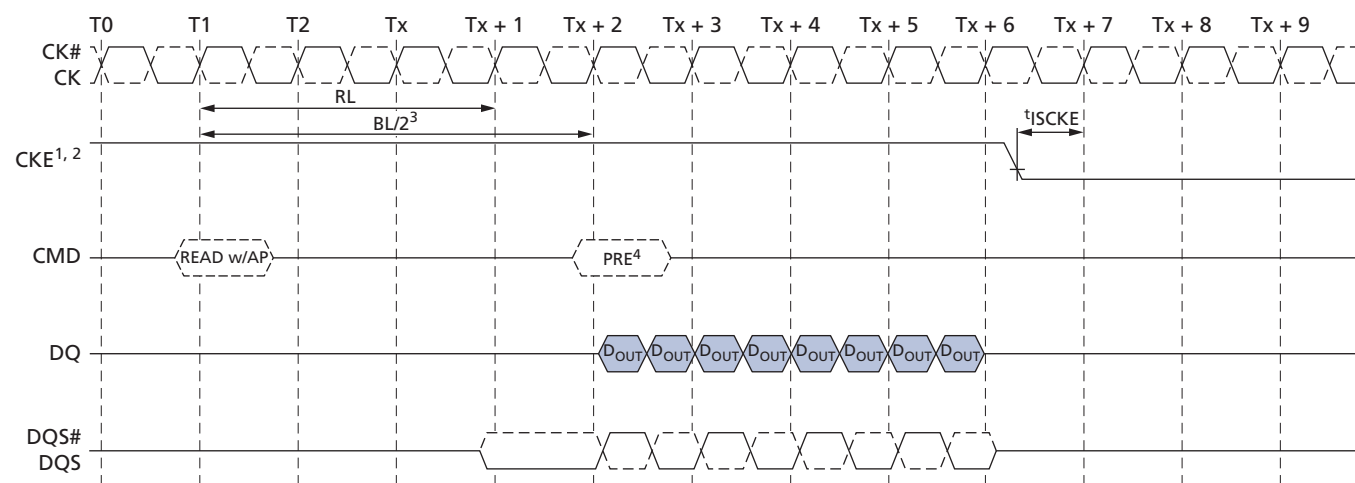 T0 T1 T2 Tx Tx + 1 Tx + 2 Tx + 3 Tx + 4 Tx + 5 Tx + 6 Tx + 7 Tx + 8 Tx + 9
CK#
CK
RL
BL/2³
tISCKE
CKE1, 2
CMD READ w/AP PRE⁴
DQ DOUT DOUT DOUT DOUT DOUT DOUT DOUT DOUT
DQS#
DQS